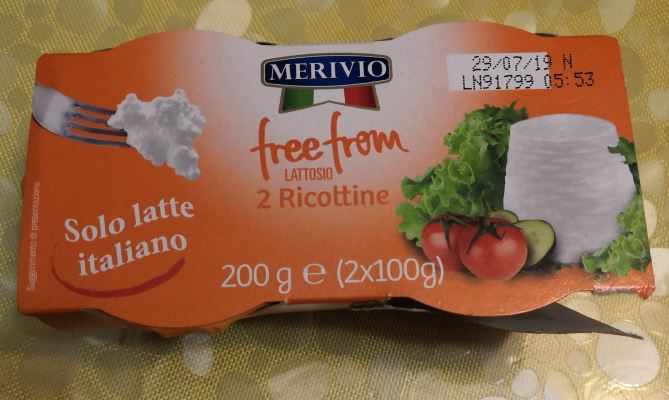 MERIVIO
29/07/19 N
LN91799 05:53
free from
LATTOSIO
2 Ricottine
Solo latte
italiano
200 g ℮ (2x100g)
Suggerimento di presentazione